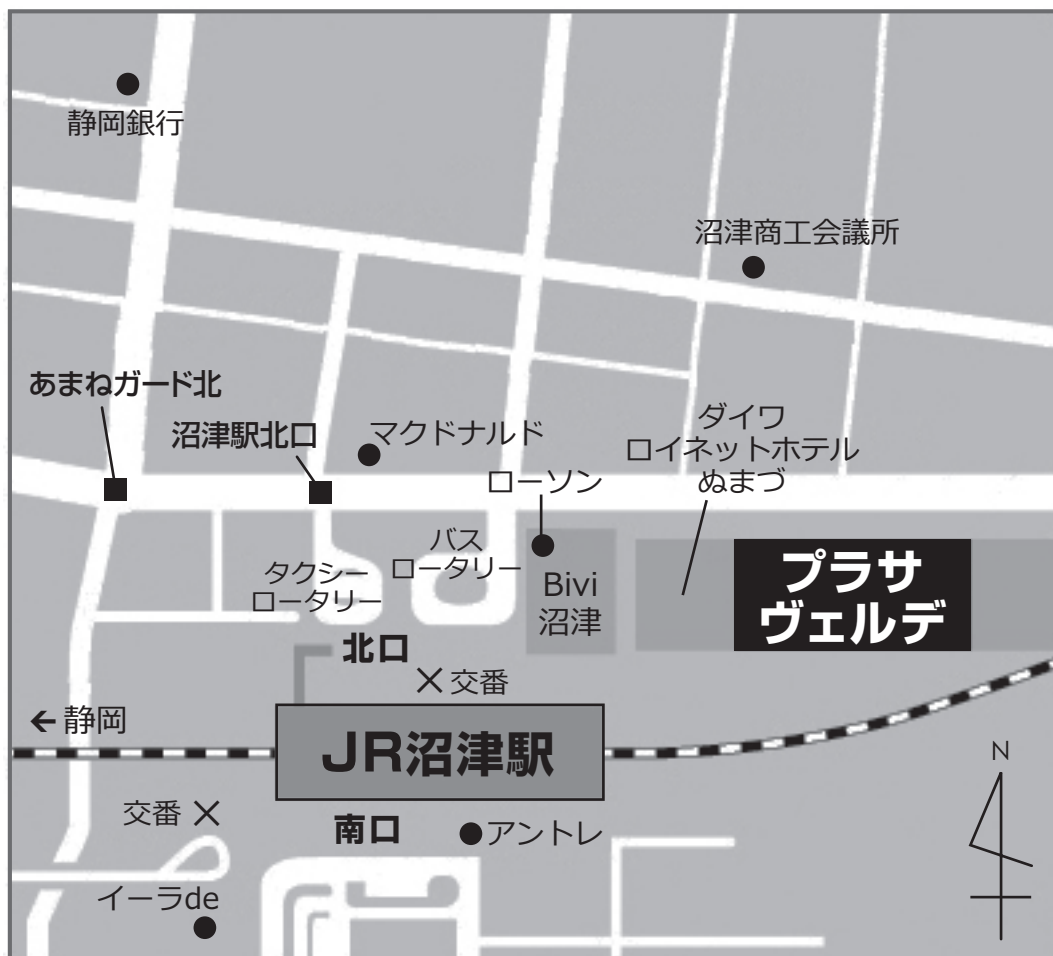 静岡銀行
沼津商工会議所
あまねガード北
沼津駅北口
マクドナルド
ダイワ
ロイネットホテル
ぬまづ
ローソン
バス
ロータリー
タクシー
ロータリー
Bivi
沼津
プラサ
ヴェルデ
北口
交番
←静岡
JR沼津駅
N
交番
南口
アントレ
イーラde